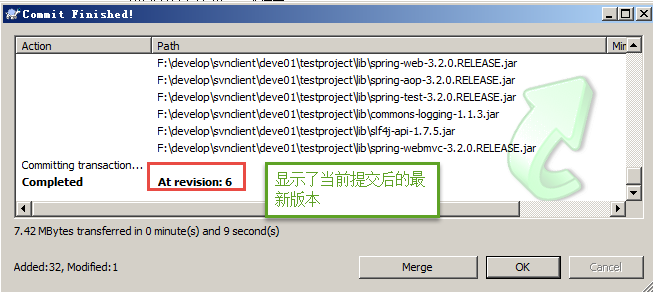 Commit Finished!
Action Path
F:\develop\svnclient\deve01\testproject\lib\spring-web-3.2.0.RELEASE.jar
F:\develop\svnclient\deve01\testproject\lib\spring-aop-3.2.0.RELEASE.jar
F:\develop\svnclient\deve01\testproject\lib\spring-test-3.2.0.RELEASE.jar
F:\develop\svnclient\deve01\testproject\lib\commons-logging-1.1.3.jar
F:\develop\svnclient\deve01\testproject\lib\slf4j-api-1.7.5.jar
F:\develop\svnclient\deve01\testproject\lib\spring-webmvc-3.2.0.RELEASE.jar
Committing transaction...
Completed At revision: 6
显示了当前提交后的最
新版本
7.42 MBytes transferred in 0 minute(s) and 9 second(s)
Added:32, Modified:1
Merge OK Cancel